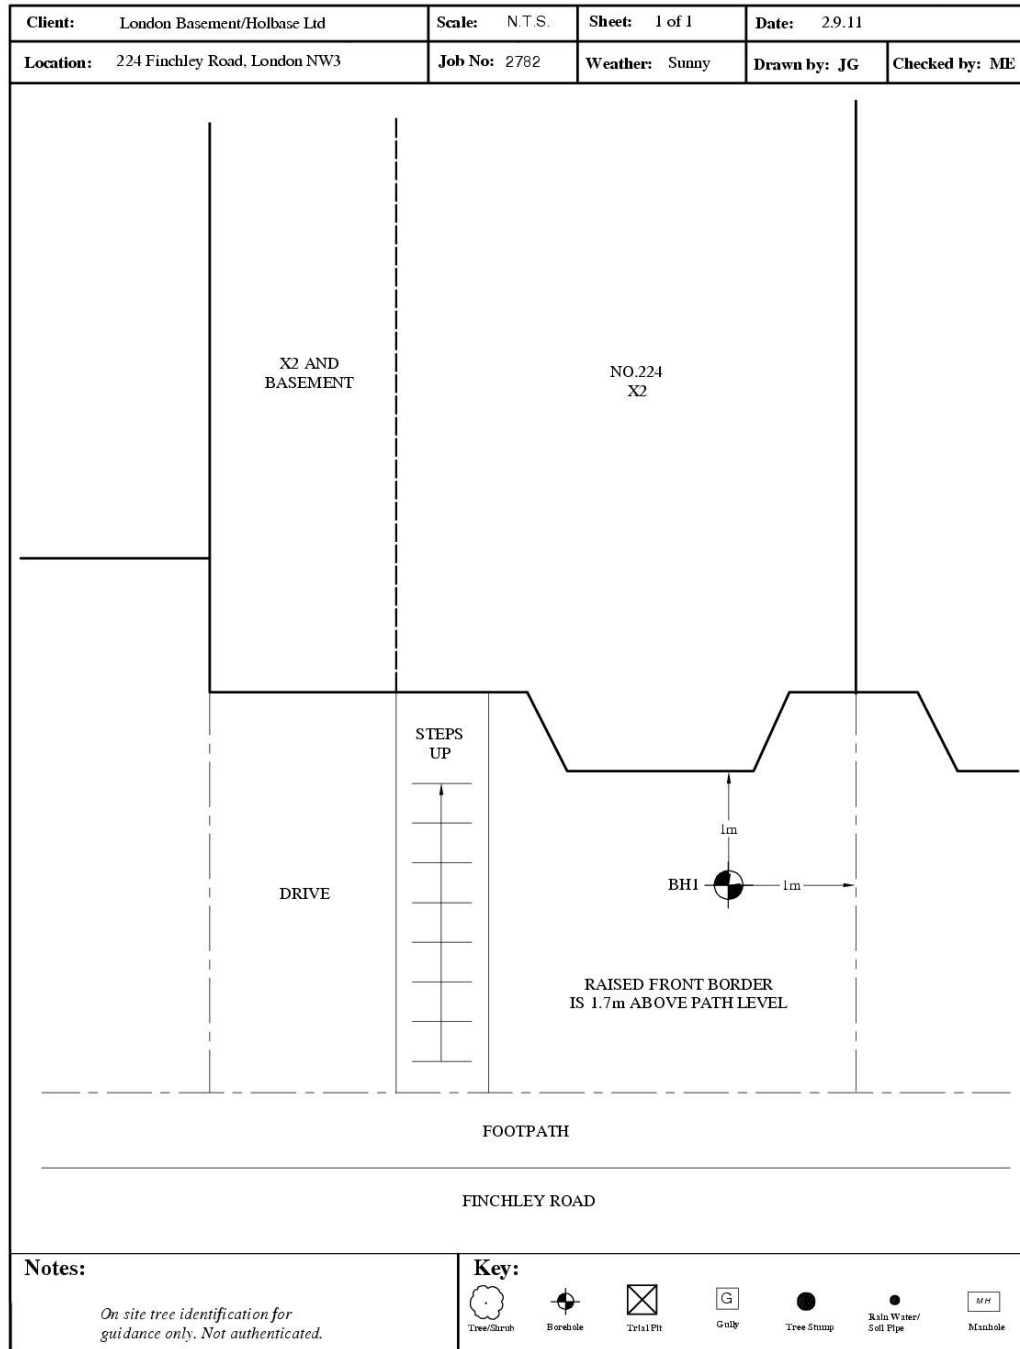 Client: London Basement/Holbase Ltd Scale: N.T.S. Sheet: 1 of 1 Date: 2.9.11
Location: 224 Finchley Road, London NW3 Job No: 2782 Weather: Sunny Drawn by: JG Checked by: ME
X2 AND
BASEMENT
NO.224
X2
STEPS
UP
1m
BH1
1m
DRIVE
RAISED FRONT BORDER
IS 1.7m ABOVE PATH LEVEL
FOOTPATH
FINCHLEY ROAD
Notes:
On site tree identification for
guidance only. Not authenticated.
Key:
G
MH
Tree/Shrub
Borehole
Trial Pit
Gully
Tree Stump
Rain Water/
Soil Pipe
Manhole